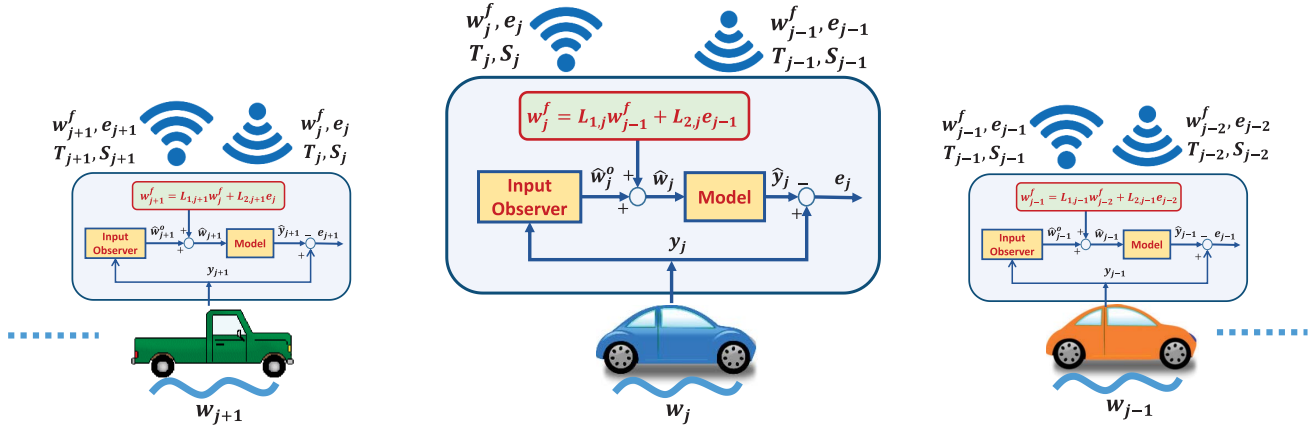 w_{j+1}^f, e_{j+1}
T_{j+1}, S_{j+1}
w_j^f, e_j
T_j, S_j
w_{j+1}^f = L_{1,j+1} w_j^f + L_{2,j+1} e_j
Input
Observer
ŵ_{j+1}^o
+
+
ŵ_{j+1}
Model
ŷ_{j+1}
−
+
e_{j+1}
y_{j+1}
w_{j+1}
w_j^f, e_j
T_j, S_j
w_{j−1}^f, e_{j−1}
T_{j−1}, S_{j−1}
w_j^f = L_{1,j} w_{j−1}^f + L_{2,j} e_{j−1}
Input
Observer
ŵ_j^o
+
+
ŵ_j
Model
ŷ_j
−
+
e_j
y_j
w_j
w_{j−1}^f, e_{j−1}
T_{j−1}, S_{j−1}
w_{j−2}^f, e_{j−2}
T_{j−2}, S_{j−2}
w_{j−1}^f = L_{1,j−1} w_{j−2}^f + L_{2,j−1} e_{j−2}
Input
Observer
ŵ_{j−1}^o
+
+
ŵ_{j−1}
Model
ŷ_{j−1}
−
+
e_{j−1}
y_{j−1}
w_{j−1}